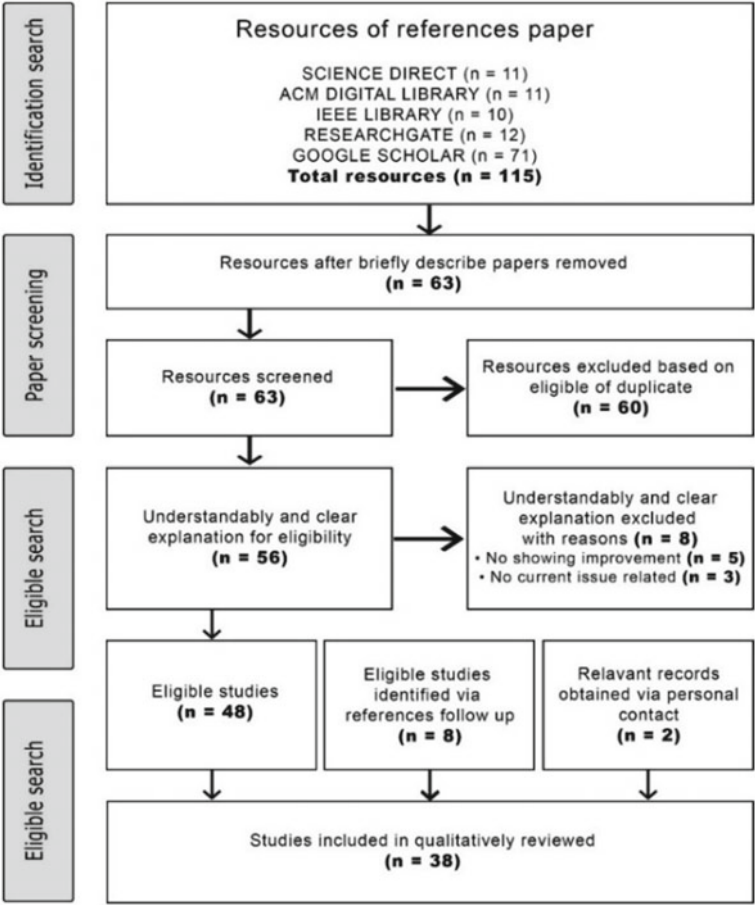 Identification search
Resources of references paper
SCIENCE DIRECT (n = 11)
ACM DIGITAL LIBRARY (n = 11)
IEEE LIBRARY (n = 10)
RESEARCHGATE (n = 12)
GOOGLE SCHOLAR (n = 71)
Total resources (n = 115)
Paper screening
Resources after briefly describe papers removed
(n = 63)
Resources screened
(n = 63)
Resources excluded based on
eligible of duplicate
(n = 60)
Eligible search
Understandably and clear
explanation for eligibility
(n = 56)
Understandably and clear
explanation excluded
with reasons (n = 8)
• No showing improvement (n = 5)
• No current issue related (n = 3)
Eligible search
Eligible studies
(n = 48)
Eligible studies
identified via
references follow up
(n = 8)
Relavant records
obtained via personal
contact
(n = 2)
Studies included in qualitatively reviewed
(n = 38)